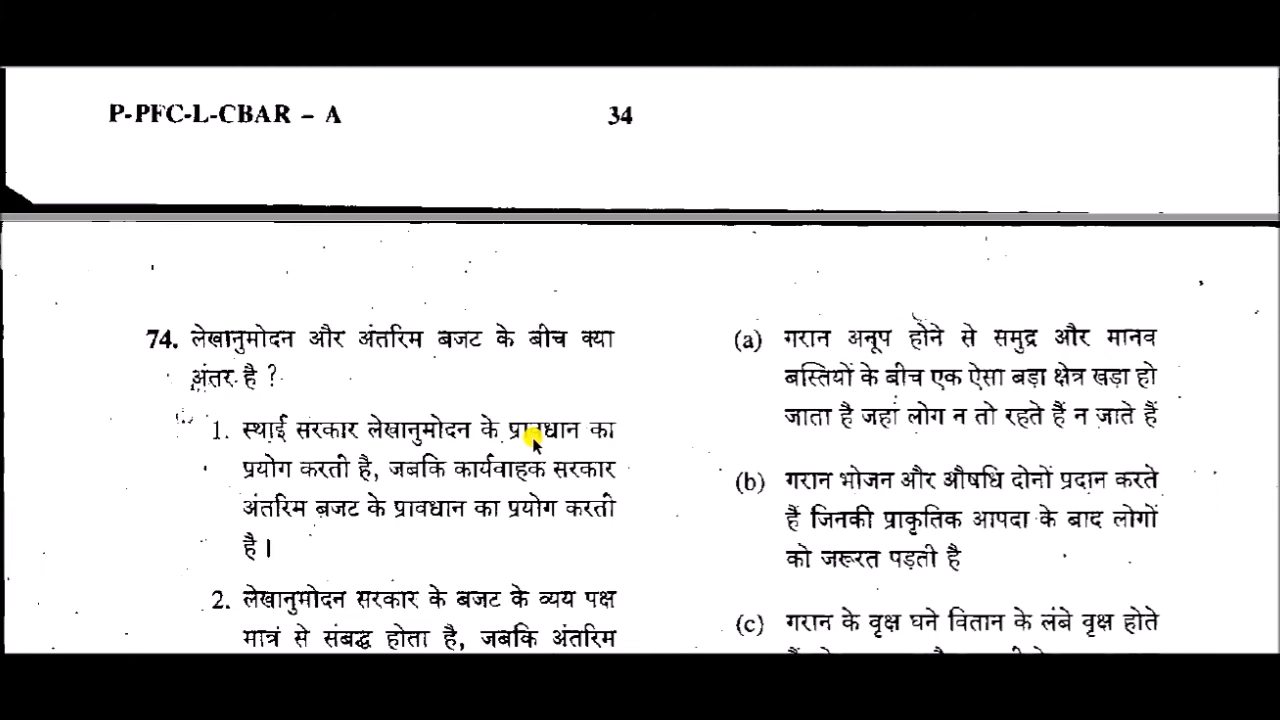 P-PFC-L-CBAR – A
34
74. लेखानुमोदन और अंतरिम बजट के बीच क्या
अंतर है ?
1. स्थाई सरकार लेखानुमोदन के प्रावधान का
प्रयोग करती है, जबकि कार्यवाहक सरकार
अंतरिम बजट के प्रावधान का प्रयोग करती
है।
2. लेखानुमोदन सरकार के बजट के व्यय पक्ष
मात्र से संबद्ध होता है, जबकि अंतरिम
(a) गरान अनूप होने से समुद्र और मानव
बस्तियों के बीच एक ऐसा बड़ा क्षेत्र खड़ा हो
जाता है जहां लोग न तो रहते हैं न जाते हैं
(b) गरान भोजन और औषधि दोनों प्रदान करते
हैं जिनकी प्राकृतिक आपदा के बाद लोगों
को जरूरत पड़ती है
(c) गरान के वृक्ष घने वितान के लंबे वृक्ष होते